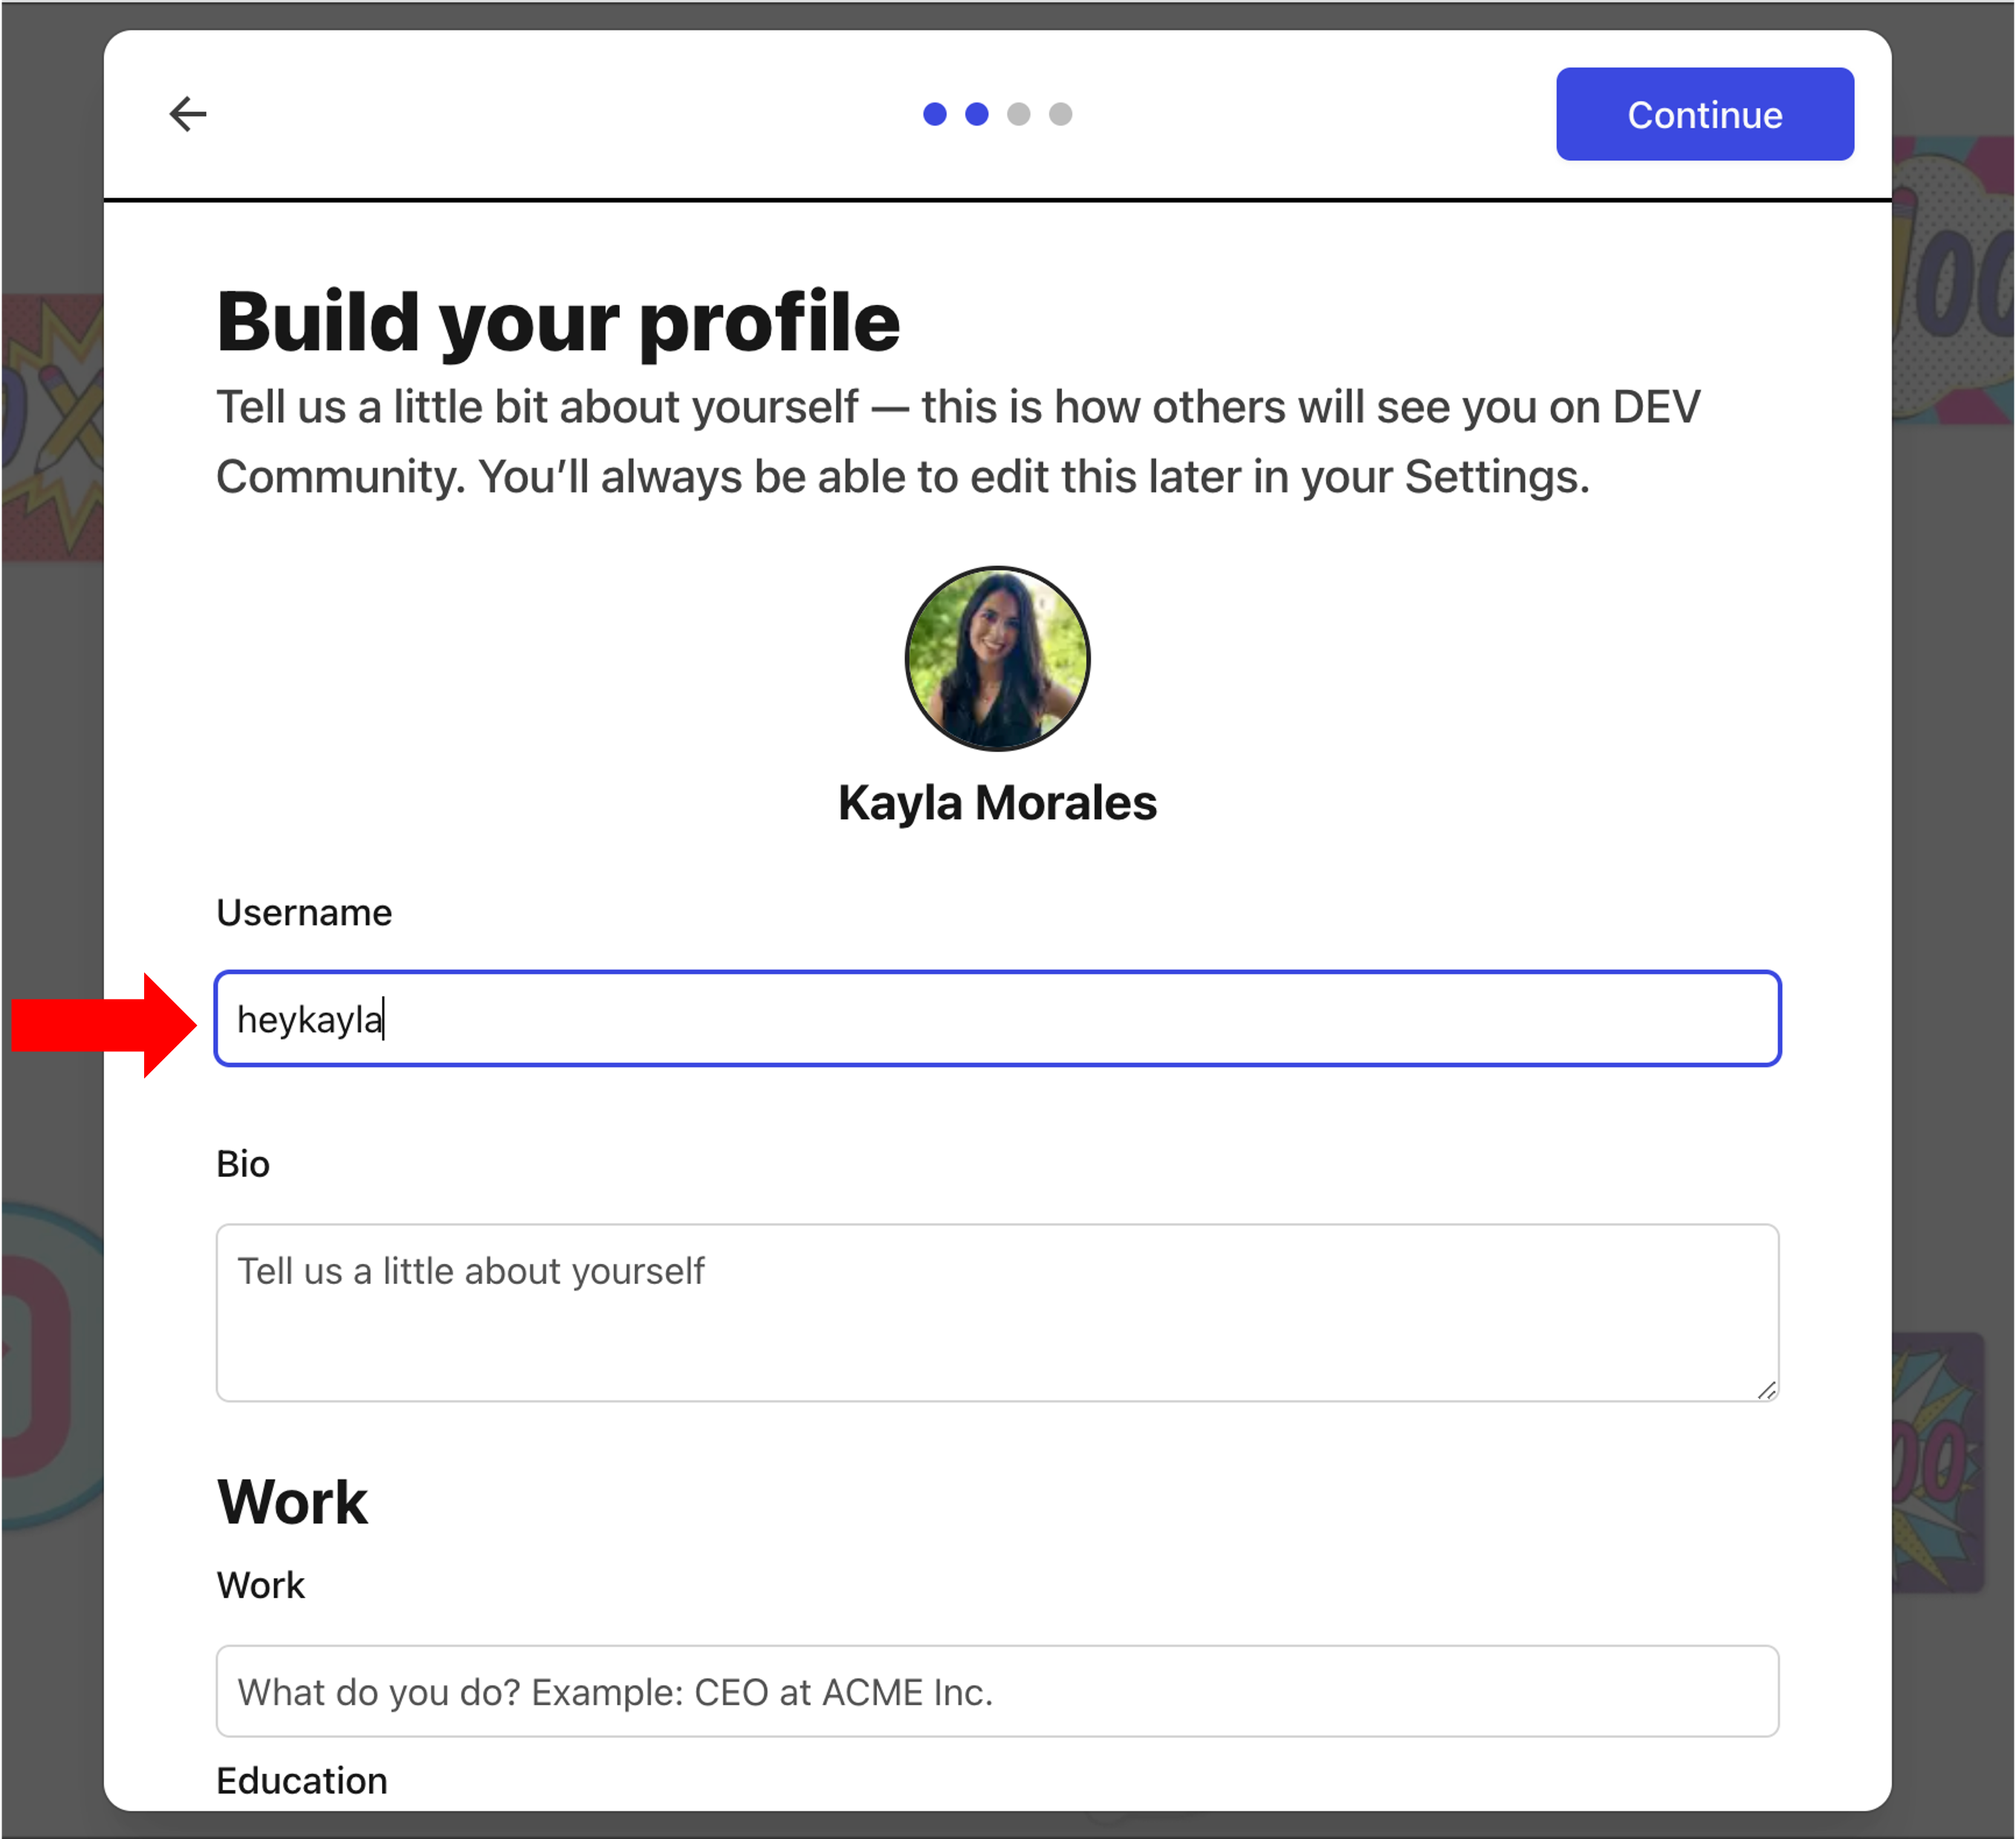 Continue
Build your profile
Tell us a little bit about yourself — this is how others will see you on DEV
Community. You’ll always be able to edit this later in your Settings.
Kayla Morales
Username
heykayla
Bio
Tell us a little about yourself
Work
Work
What do you do? Example: CEO at ACME Inc.
Education